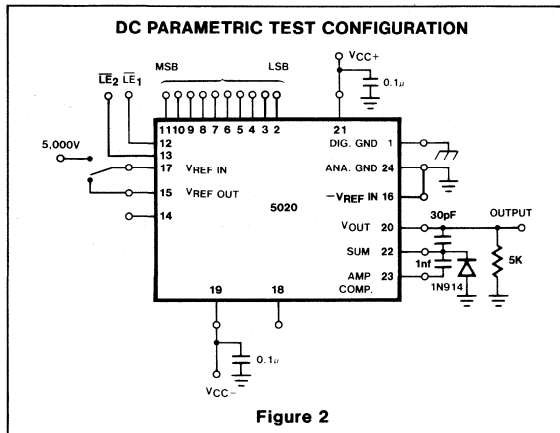 DC PARAMETRIC TEST CONFIGURATION
VCC+
MSB LSB
LE2 LE1
0.1μ
11 10 9 8 7 6 5 4 3 2 21
12 DIG. GND 1
5,000V 13
17 VREF IN ANA. GND 24
15 VREF OUT -VREF IN 16
14 5020 30pF OUTPUT
VOUT 20
SUM 22 5K
1nf
AMP 23
COMP. 1N914
19 18
0.1μ
VCC-
Figure 2